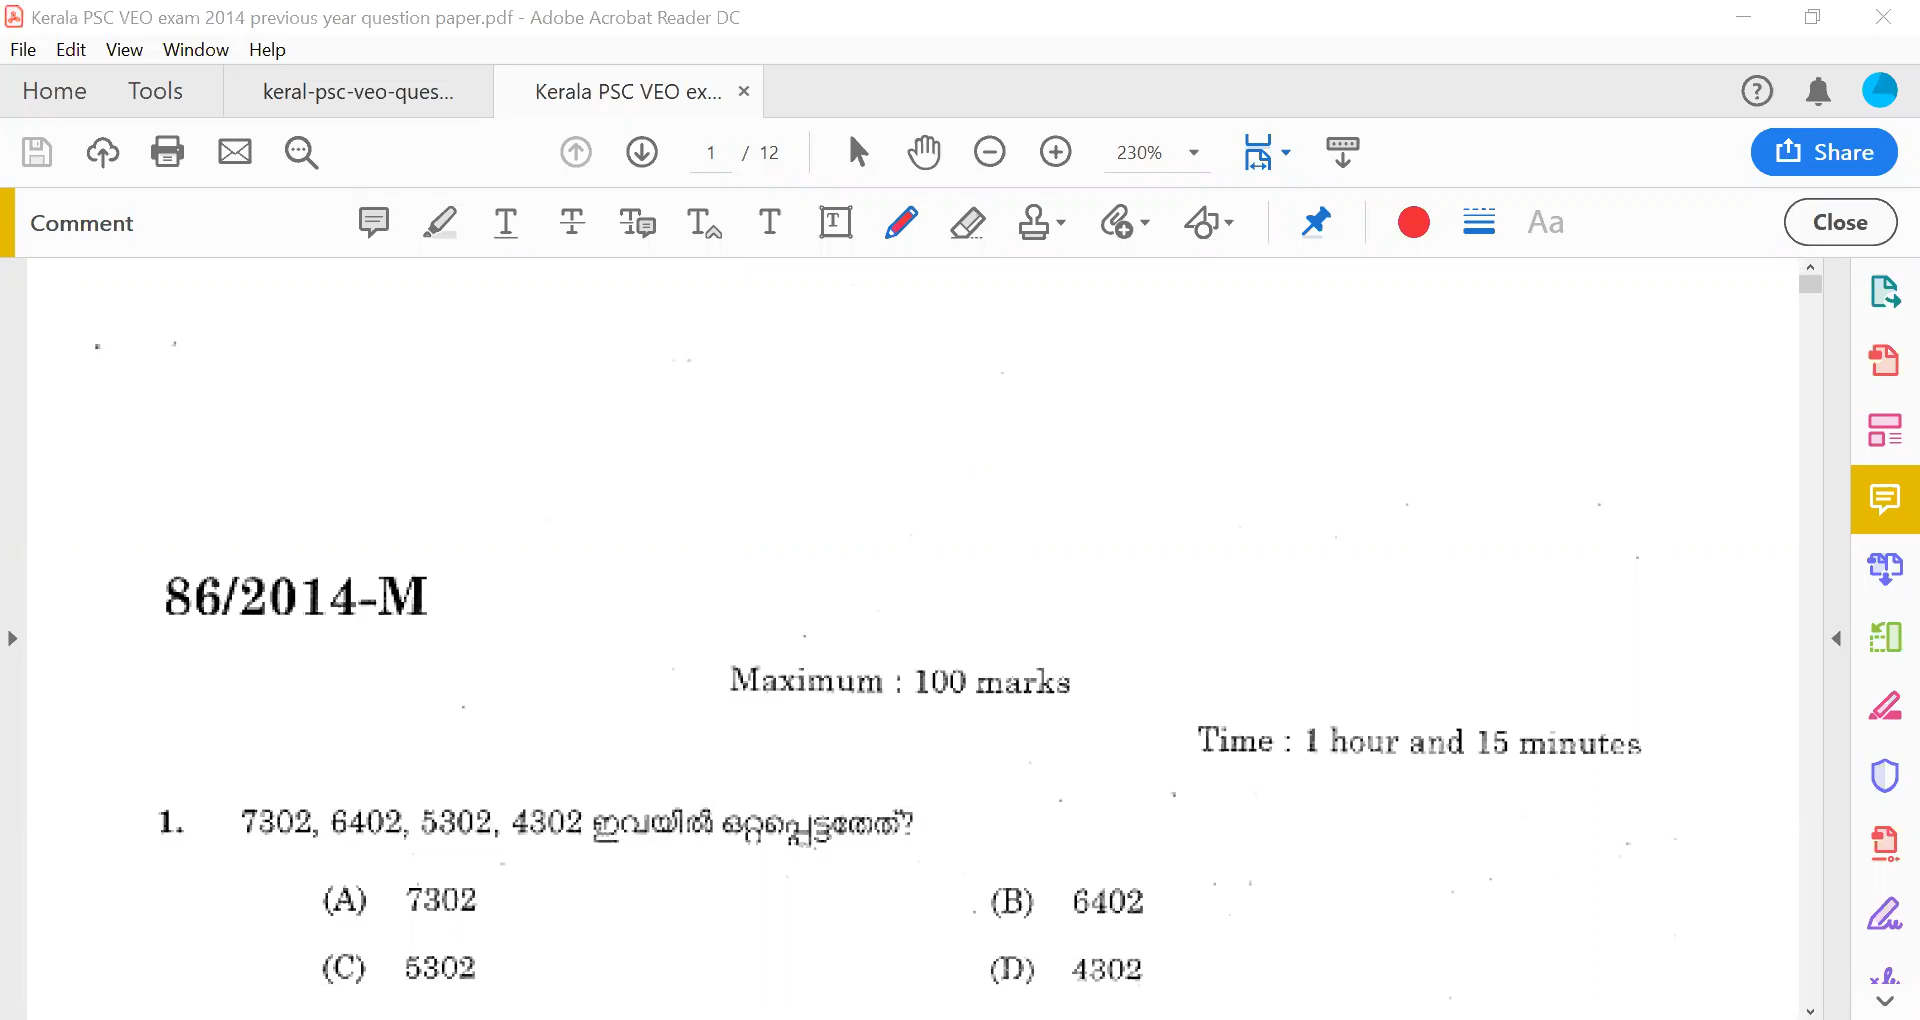 Kerala PSC VEO exam 2014 previous year question paper.pdf - Adobe Acrobat Reader DC
File Edit View Window Help
Home Tools keral-psc-veo-ques... Kerala PSC VEO ex... ×
1 / 12 230% Share
Comment Aa Close
86/2014-M
Maximum : 100 marks
Time : 1 hour and 15 minutes
1. 7302, 6402, 5302, 4302 ഇവയിൽ ഒറ്റപ്പെട്ടതേത്?
(A) 7302 (B) 6402
(C) 5302 (D) 4302